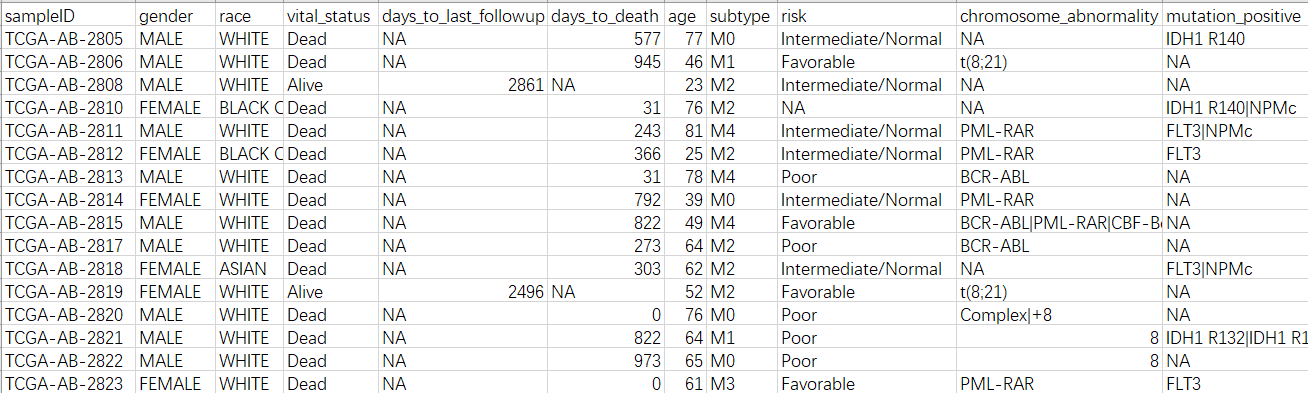 sampleID gender race vital_status days_to_last_followup days_to_death age subtype risk chromosome_abnormality mutation_positive
TCGA-AB-2805 MALE WHITE Dead NA 577 77 M0 Intermediate/Normal NA IDH1 R140
TCGA-AB-2806 MALE WHITE Dead NA 945 46 M1 Favorable t(8;21) NA
TCGA-AB-2808 MALE WHITE Alive 2861 NA 23 M2 Intermediate/Normal NA NA
TCGA-AB-2810 FEMALE BLACK C Dead NA 31 76 M2 NA NA IDH1 R140|NPMc
TCGA-AB-2811 MALE WHITE Dead NA 243 81 M4 Intermediate/Normal PML-RAR FLT3|NPMc
TCGA-AB-2812 FEMALE BLACK C Dead NA 366 25 M2 Intermediate/Normal PML-RAR FLT3
TCGA-AB-2813 MALE WHITE Dead NA 31 78 M4 Poor BCR-ABL NA
TCGA-AB-2814 FEMALE WHITE Dead NA 792 39 M0 Intermediate/Normal PML-RAR NA
TCGA-AB-2815 MALE WHITE Dead NA 822 49 M4 Favorable BCR-ABL|PML-RAR|CBF-B NA
TCGA-AB-2817 MALE WHITE Dead NA 273 64 M2 Poor BCR-ABL NA
TCGA-AB-2818 FEMALE ASIAN Dead NA 303 62 M2 Intermediate/Normal NA FLT3|NPMc
TCGA-AB-2819 FEMALE WHITE Alive 2496 NA 52 M2 Favorable t(8;21) NA
TCGA-AB-2820 MALE WHITE Dead NA 0 76 M0 Poor Complex|+8 NA
TCGA-AB-2821 MALE WHITE Dead NA 822 64 M1 Poor 8 IDH1 R132|IDH1 R1
TCGA-AB-2822 MALE WHITE Dead NA 973 65 M0 Poor 8 NA
TCGA-AB-2823 FEMALE WHITE Dead NA 0 61 M3 Favorable PML-RAR FLT3